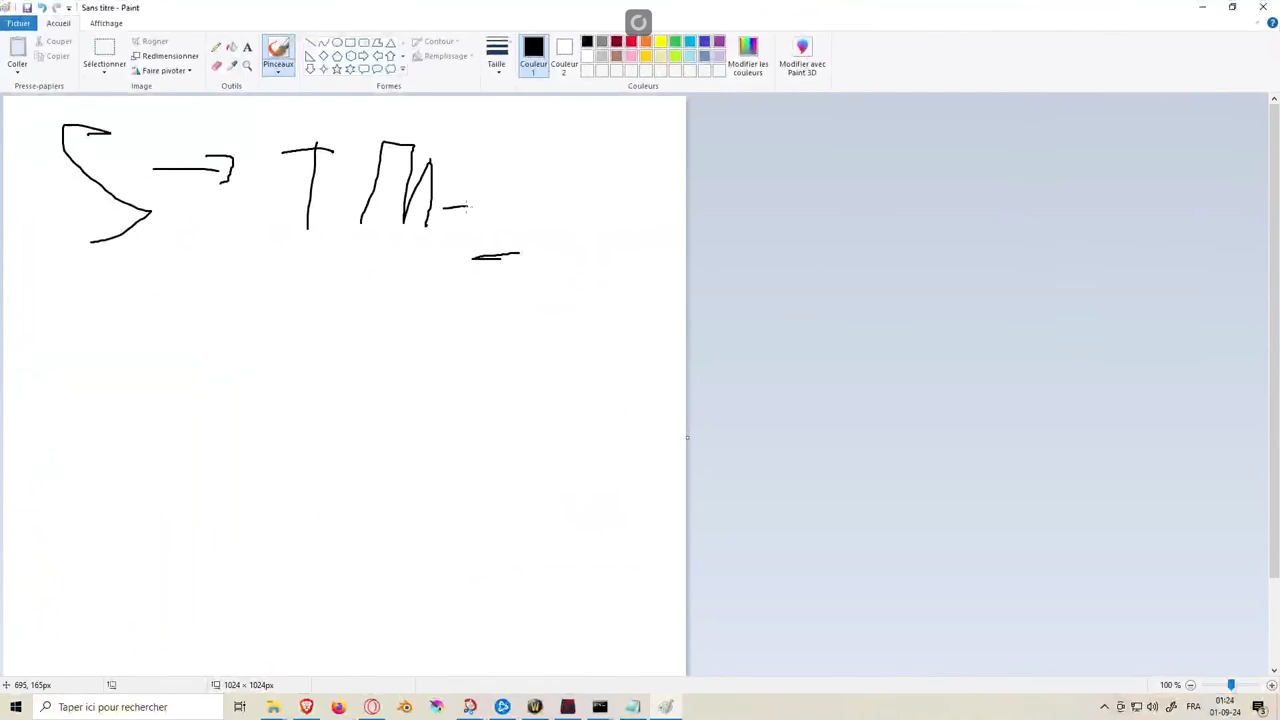 Sans titre - Paint
Fichier Accueil Affichage
Coller
Couper
Copier
Presse-papiers
Sélectionner
Rogner
Redimensionner
Faire pivoter
Image
Outils
Pinceaux
Formes
Contour
Remplissage
Taille
Couleur 1
Couleur 2
Couleurs
Modifier les couleurs
Modifier avec Paint 3D
S → T M
695, 165px 1024 × 1024px 100 %
Taper ici pour rechercher FRA 01:24
01-09-24